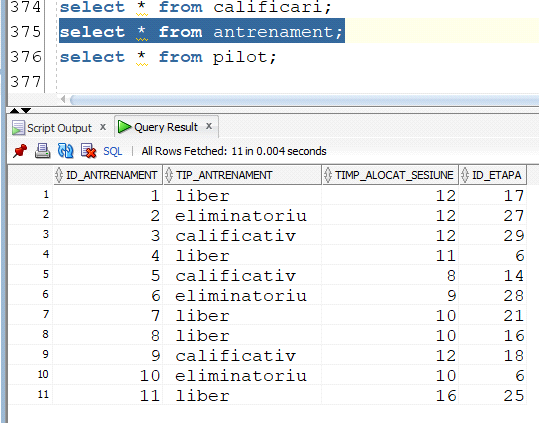 374 select * from calificari;
375 select * from antrenament;
376 select * from pilot;
377
Script Output x Query Result x
SQL | All Rows Fetched: 11 in 0.004 seconds
ID_ANTRENAMENT TIP_ANTRENAMENT TIMP_ALOCAT_SESIUNE ID_ETAPA
1 1 liber 12 17
2 2 eliminatoriu 12 27
3 3 calificativ 12 29
4 4 liber 11 6
5 5 calificativ 8 14
6 6 eliminatoriu 9 28
7 7 liber 10 21
8 8 liber 10 16
9 9 calificativ 12 18
10 10 eliminatoriu 10 6
11 11 liber 16 25